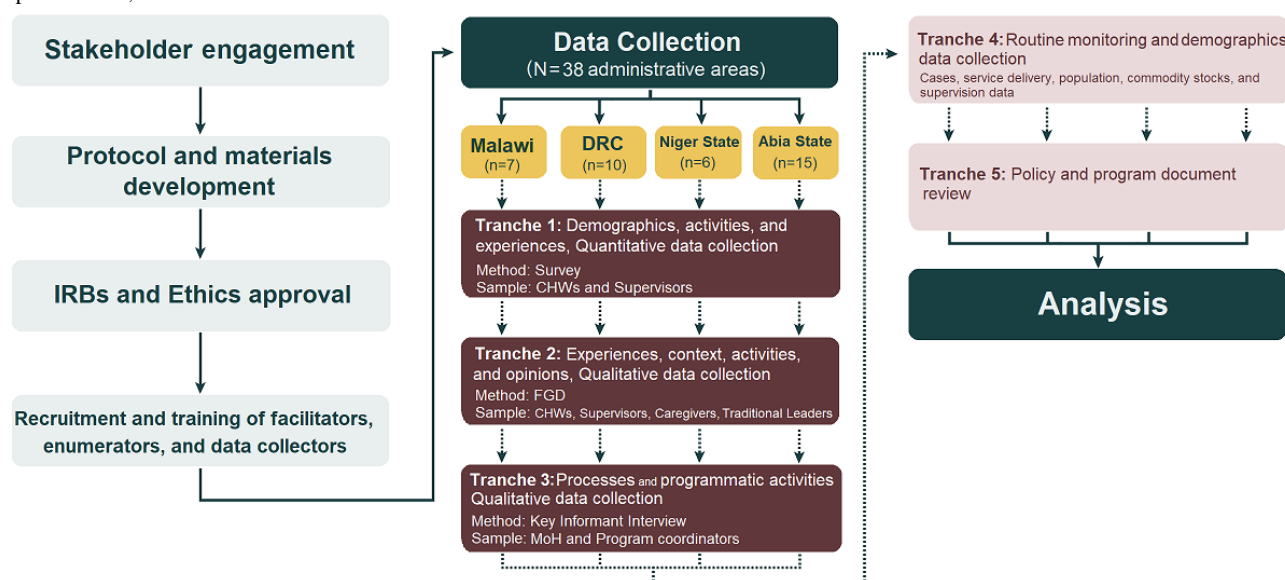 Stakeholder engagement
Protocol and materials
development
IRBs and Ethics approval
Recruitment and training of facilitators,
enumerators, and data collectors
Data Collection
(N=38 administrative areas)
Malawi
(n=7)
DRC
(n=10)
Niger State
(n=6)
Abia State
(n=15)
Tranche 1: Demographics, activities, and
experiences, Quantitative data collection
Method: Survey
Sample: CHWs and Supervisors
Tranche 2: Experiences, context, activities,
and opinions, Qualitative data collection
Method: FGD
Sample: CHWs, Supervisors, Caregivers, Traditional Leaders
Tranche 3: Processes and programmatic activities
Qualitative data collection
Method: Key Informant Interview
Sample: MoH and Program coordinators
Tranche 4: Routine monitoring and demographics
data collection
Cases, service delivery, population, commodity stocks, and
supervision data
Tranche 5: Policy and program document
review
Analysis